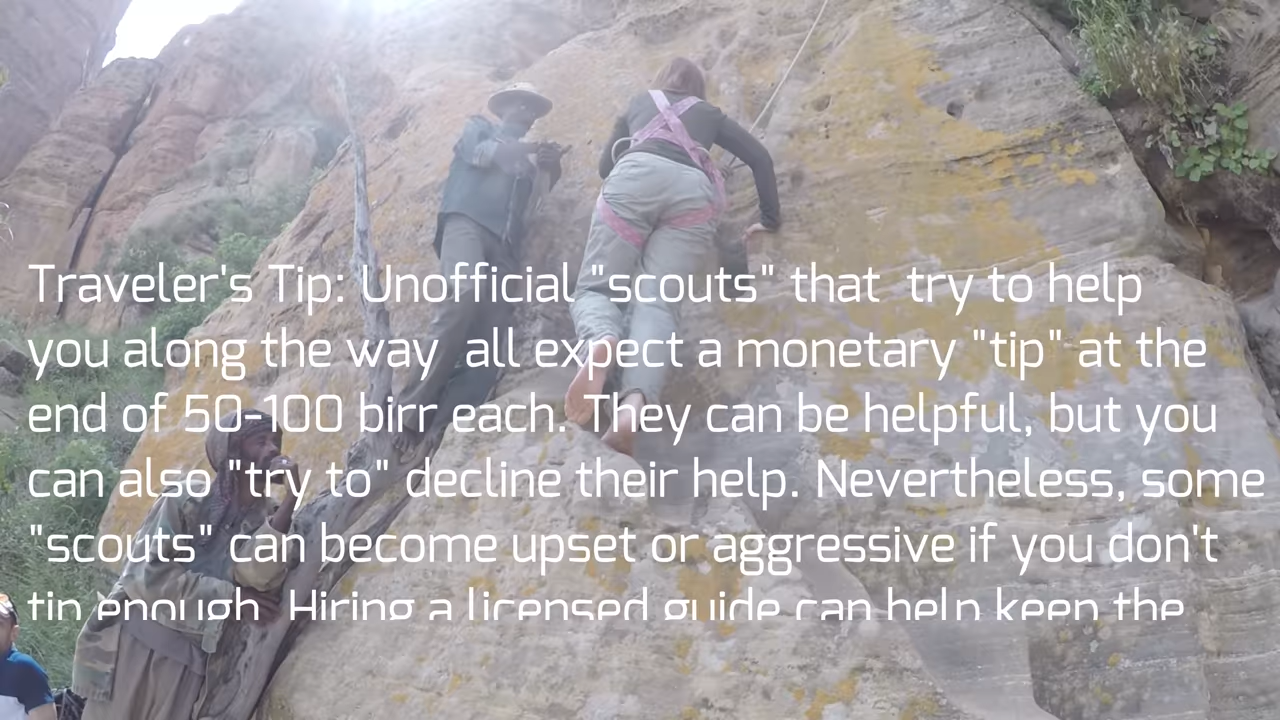 Traveler's Tip: Unofficial "scouts" that  try to help
you along the way  all expect a monetary "tip" at the
end of 50-100 birr each. They can be helpful, but you
can also "try to" decline their help. Nevertheless, some
"scouts" can become upset or aggressive if you don't
tip enough. Hiring a licensed guide can help keep the